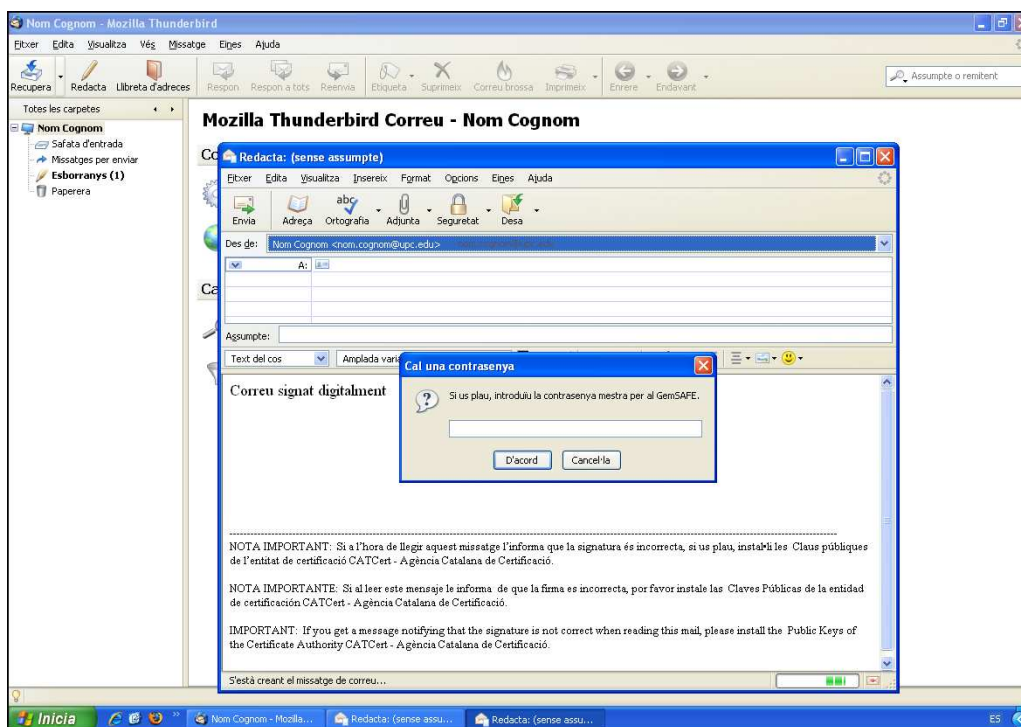 Nom Cognom - Mozilla Thunderbird
Fitxer Edita Visualitza Vés Missatge Eines Ajuda
Recupera Redacta Llibreta d'adreces Respon Respon a tots Reenvia Etiqueta Suprimeix Correu brossa Imprimeix Enrere Endavant Assumpte o remitent
Totes les carpetes
Nom Cognom
Safata d'entrada
Missatges per enviar
Esborranys (1)
Paperera
Mozilla Thunderbird Correu - Nom Cognom
Co
Ca
Redacta: (sense assumpte)
Fitxer Edita Visualitza Insereix Format Opcions Eines Ajuda
Envia Adreça Ortografia Adjunta Seguretat Desa
Des de: Nom Cognom <nom.cognom@upc.edu>
A:
Assumpte:
Text del cos Amplada vari
Correu signat digitalment
Cal una contrasenya
Si us plau, introduïu la contrasenya mestra per al GemSAFE.
D'acord Cancel·la
NOTA IMPORTANT: Si a l'hora de llegir aquest missatge l'informa que la signatura és incorrecta, si us plau, instal•li les Claus públiques
de l'entitat de certificació CATCert - Agència Catalana de Certificació.
NOTA IMPORTANTE: Si al leer este mensaje le informa de que la firma es incorrecta, por favor instale las Claves Públicas de la entidad
de certificación CATCert - Agència Catalana de Certificació.
IMPORTANT: If you get a message notifying that the signature is not correct when reading this mail, please install the Public Keys of
the Certificate Authority CATCert - Agència Catalana de Certificació.
S'està creant el missatge de correu...
Inicia Nom Cognom - Mozilla... Redacta: (sense assu... Redacta: (sense assu... ES